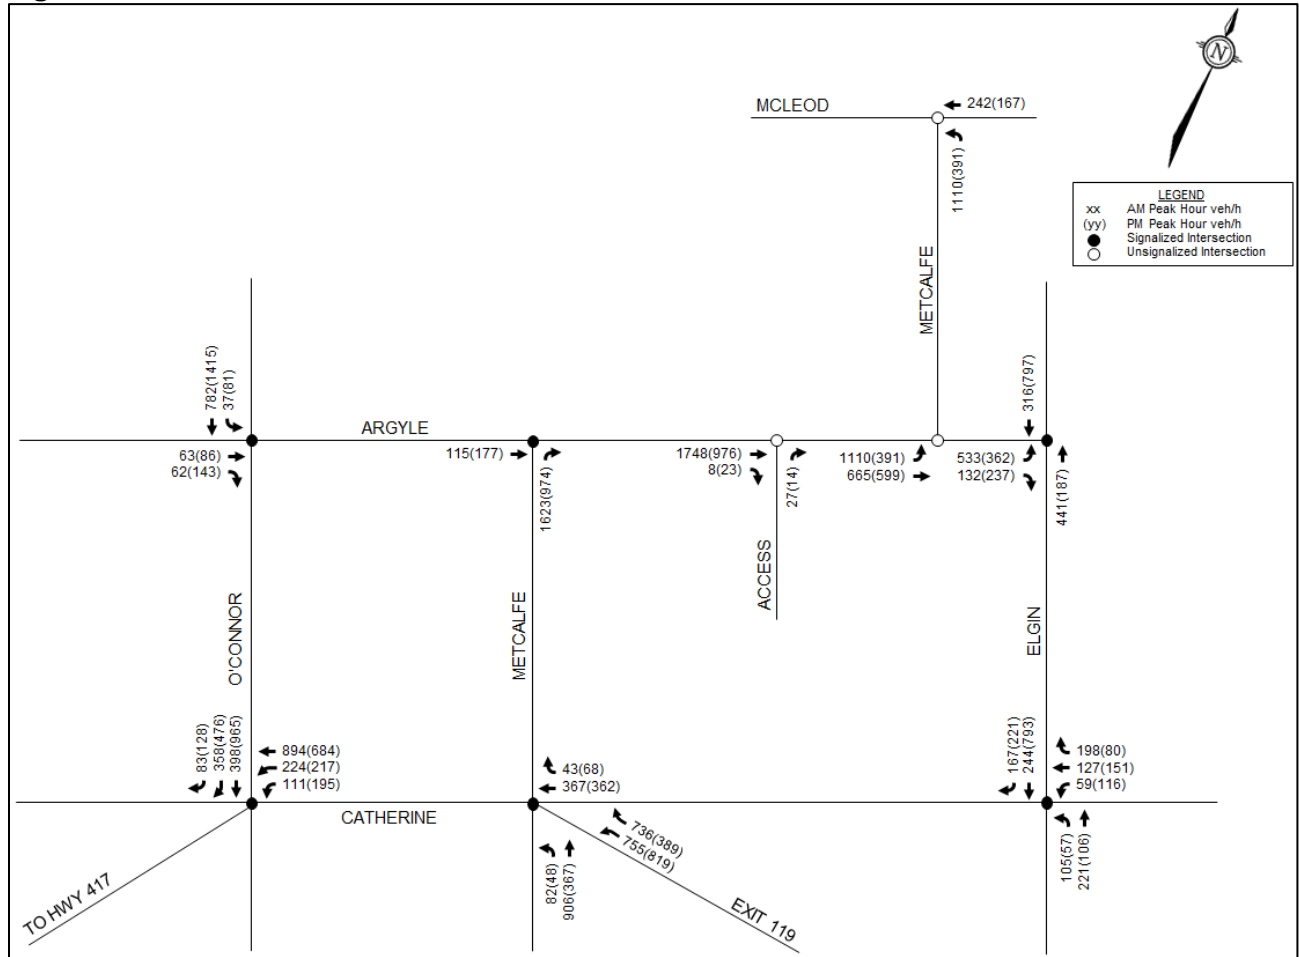 N
MCLEOD
242(167)
1110(391)
METCALFE
LEGEND
xx AM Peak Hour veh/h
(yy) PM Peak Hour veh/h
Signalized Intersection
Unsignalized Intersection
782(1415)
37(81)
316(797)
ARGYLE
63(86)
62(143)
115(177)
1623(974)
1748(976)
8(23)
27(14)
1110(391)
665(599)
533(362)
132(237)
441(187)
O'CONNOR
METCALFE
ACCESS
ELGIN
83(128)
358(476)
398(965)
894(684)
224(217)
111(195)
43(68)
367(362)
167(221)
244(793)
198(80)
127(151)
59(116)
CATHERINE
736(389)
755(819)
82(48)
906(367)
105(57)
221(106)
TO HWY 417
EXIT 119